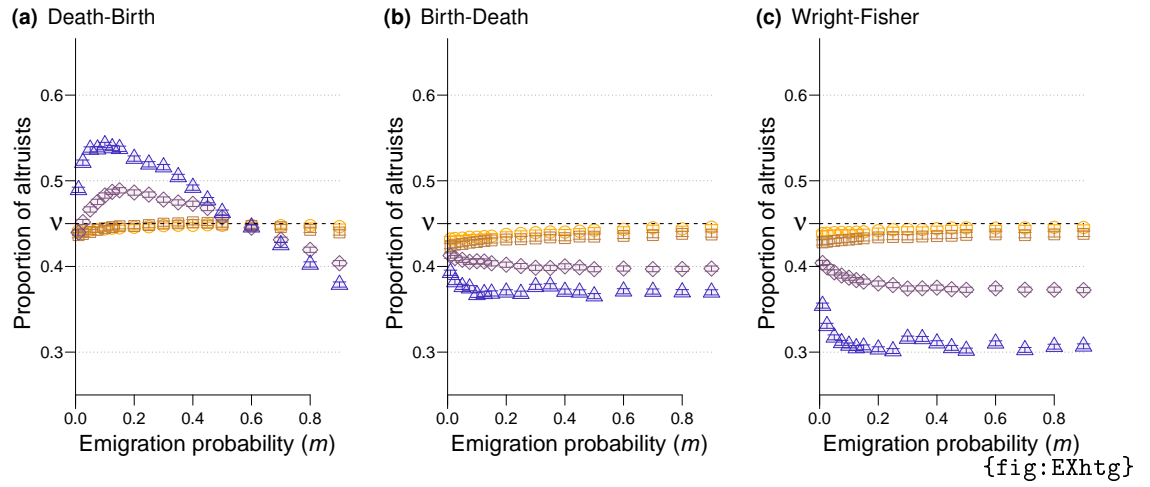 (a) Death-Birth
Proportion of altruists
0.6
0.5
ν
0.4
0.3
0.0 0.2 0.4 0.6 0.8
Emigration probability (m)
(b) Birth-Death
Proportion of altruists
0.6
0.5
ν
0.4
0.3
0.0 0.2 0.4 0.6 0.8
Emigration probability (m)
(c) Wright-Fisher
Proportion of altruists
0.6
0.5
ν
0.4
0.3
0.0 0.2 0.4 0.6 0.8
Emigration probability (m)
{fig:EXhtg}